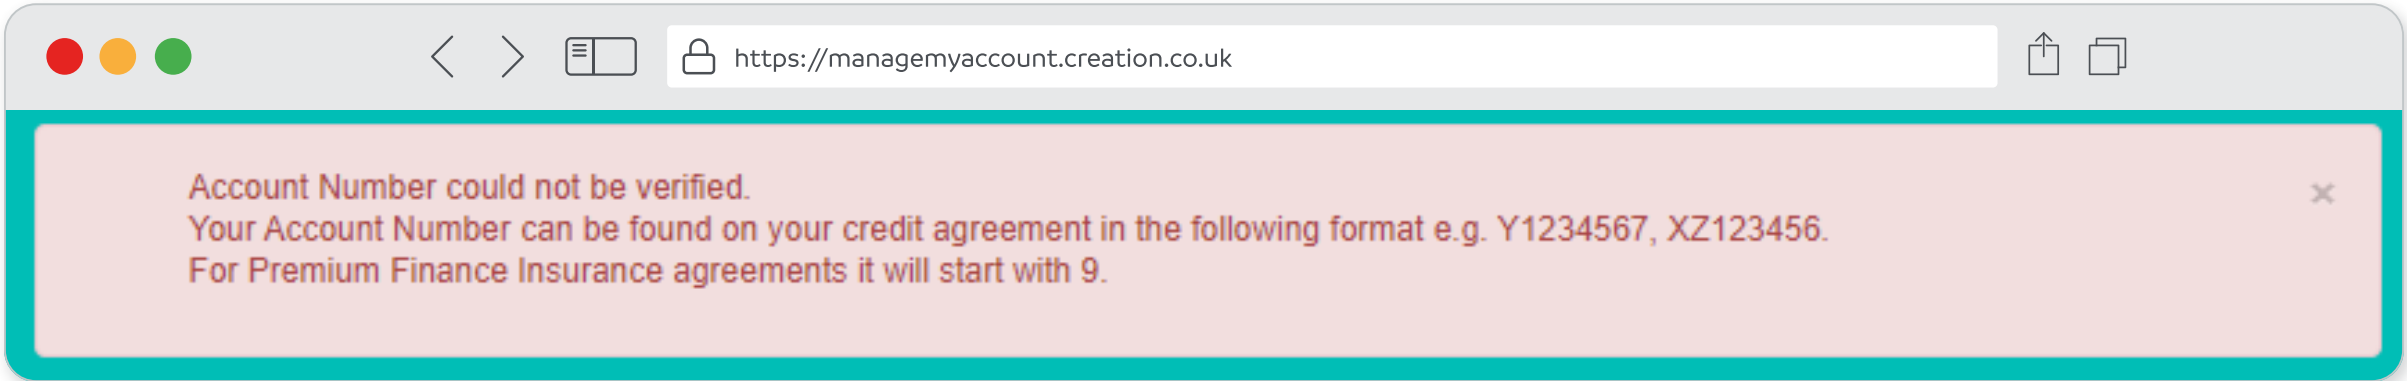 https://managemyaccount.creation.co.uk
Account Number could not be verified.
Your Account Number can be found on your credit agreement in the following format e.g. Y1234567, XZ123456.
For Premium Finance Insurance agreements it will start with 9.